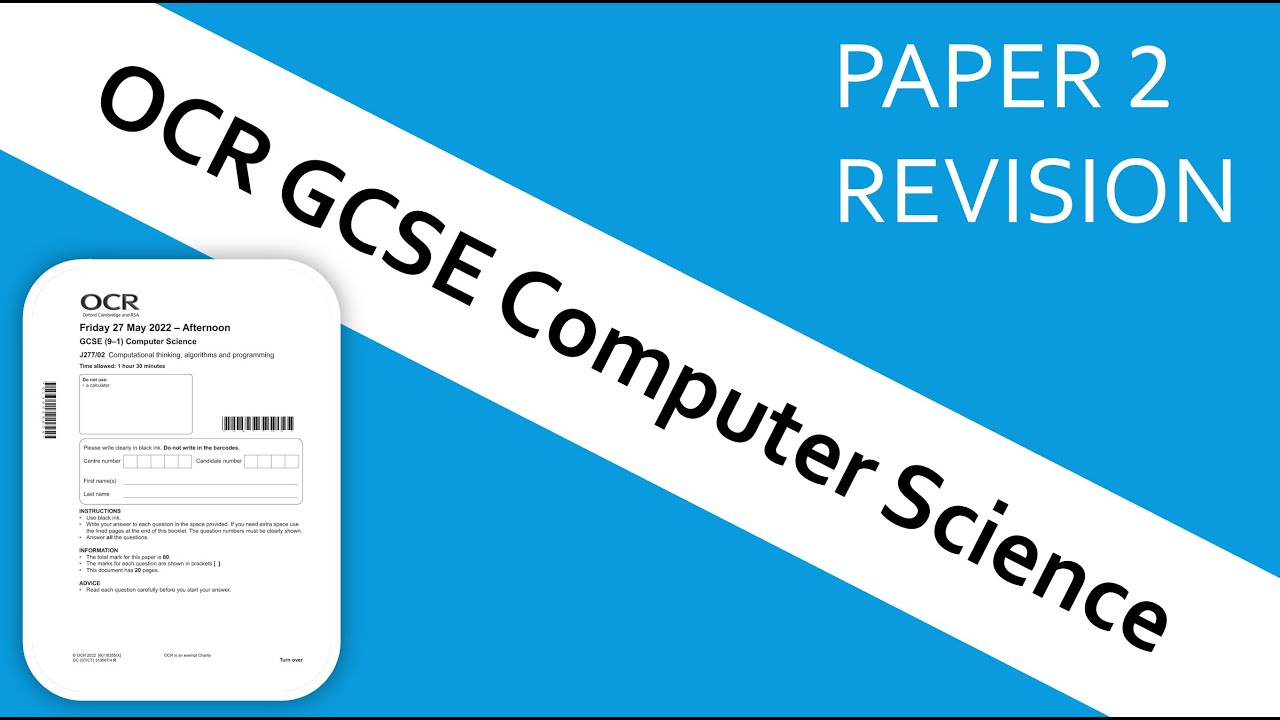 PAPER 2
REVISION
OCR GCSE Computer Science
OCR
Oxford Cambridge and RSA
Friday 27 May 2022 – Afternoon
GCSE (9–1) Computer Science
J277/02 Computational thinking, algorithms and programming
Time allowed: 1 hour 30 minutes
Do not use:
• a calculator
Please write clearly in black ink. Do not write in the barcodes.
Centre number
Candidate number
First name(s)
Last name
INSTRUCTIONS
• Use black ink.
• Write your answer to each question in the space provided. If you need extra space use
the lined pages at the end of this booklet. The question numbers must be clearly shown.
• Answer all the questions.
INFORMATION
• The total mark for this paper is 80.
• The marks for each question are shown in brackets [ ].
• This document has 20 pages.
ADVICE
• Read each question carefully before you start your answer.
© OCR 2022
OCR is an exempt Charity
Turn over